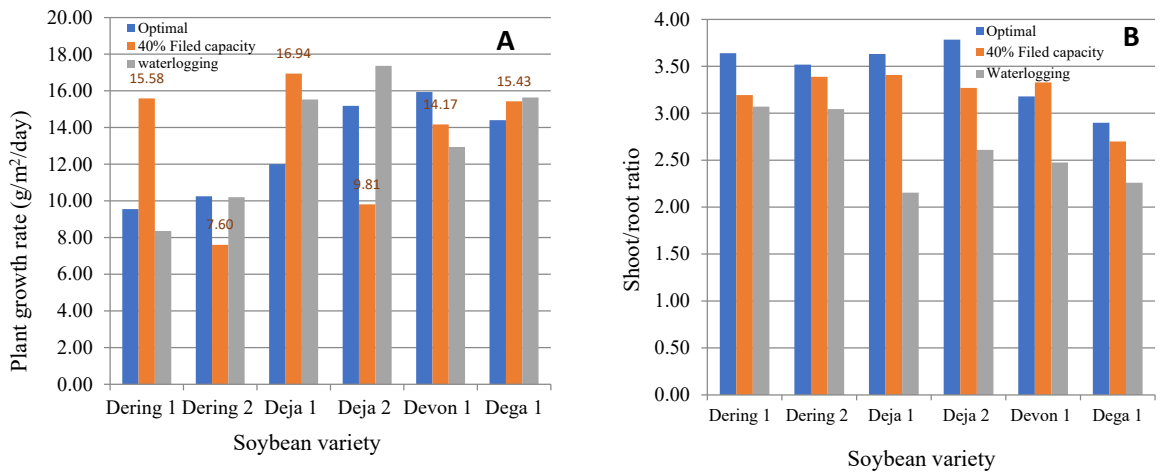 A
Optimal
40% Filed capacity
waterlogging
Plant growth rate (g/m²/day)
20.00
18.00
16.00
14.00
12.00
10.00
8.00
6.00
4.00
2.00
0.00
15.58
7.60
16.94
9.81
14.17
15.43
Dering 1 Dering 2 Deja 1 Deja 2 Devon 1 Dega 1
Soybean variety
B
Optimal
40% Filed capacity
Waterlogging
Shoot/root ratio
4.00
3.50
3.00
2.50
2.00
1.50
1.00
0.50
0.00
Dering 1 Dering 2 Deja 1 Deja 2 Devon 1 Dega 1
Soybean variety